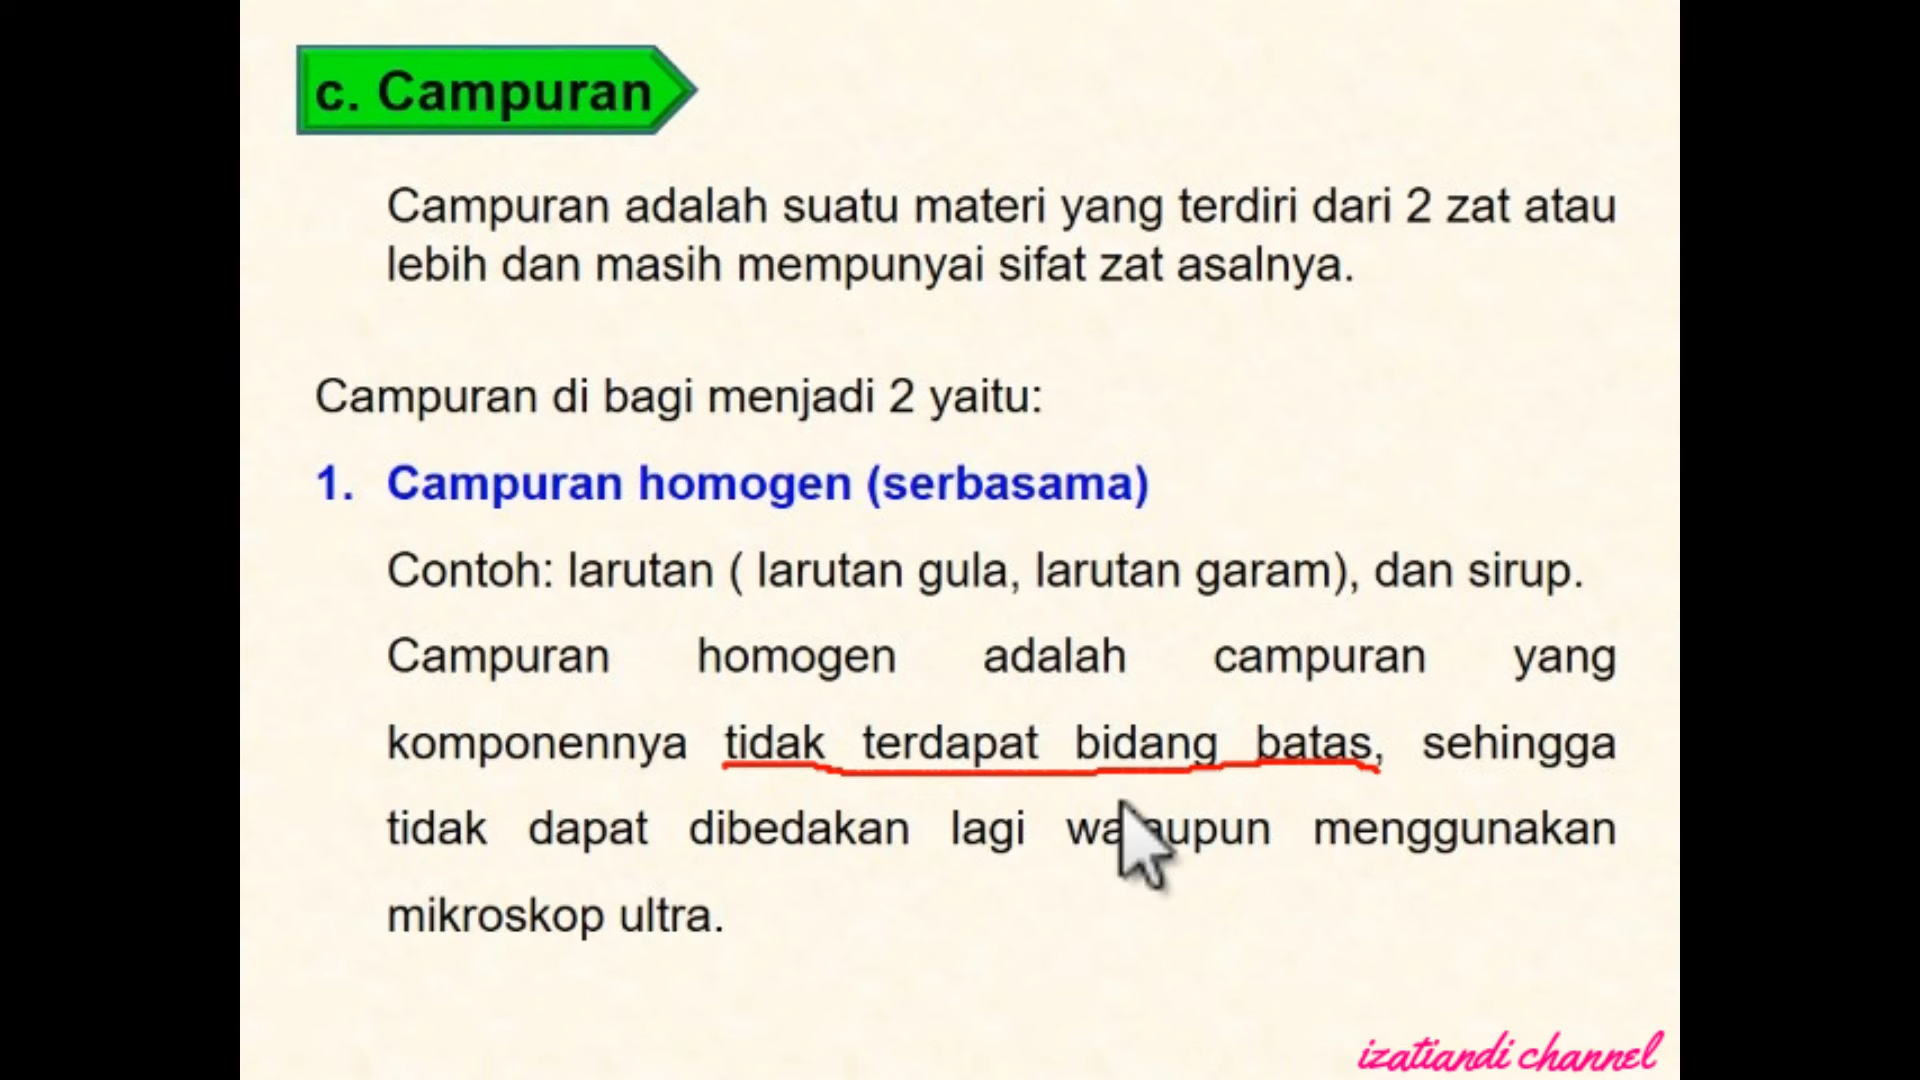 c. Campuran
Campuran adalah suatu materi yang terdiri dari 2 zat atau
lebih dan masih mempunyai sifat zat asalnya.
Campuran di bagi menjadi 2 yaitu:
1. Campuran homogen (serbasama)
Contoh: larutan ( larutan gula, larutan garam), dan sirup.
Campuran homogen adalah campuran yang
komponennya tidak terdapat bidang batas, sehingga
tidak dapat dibedakan lagi walaupun menggunakan
mikroskop ultra.
izatiandi channel